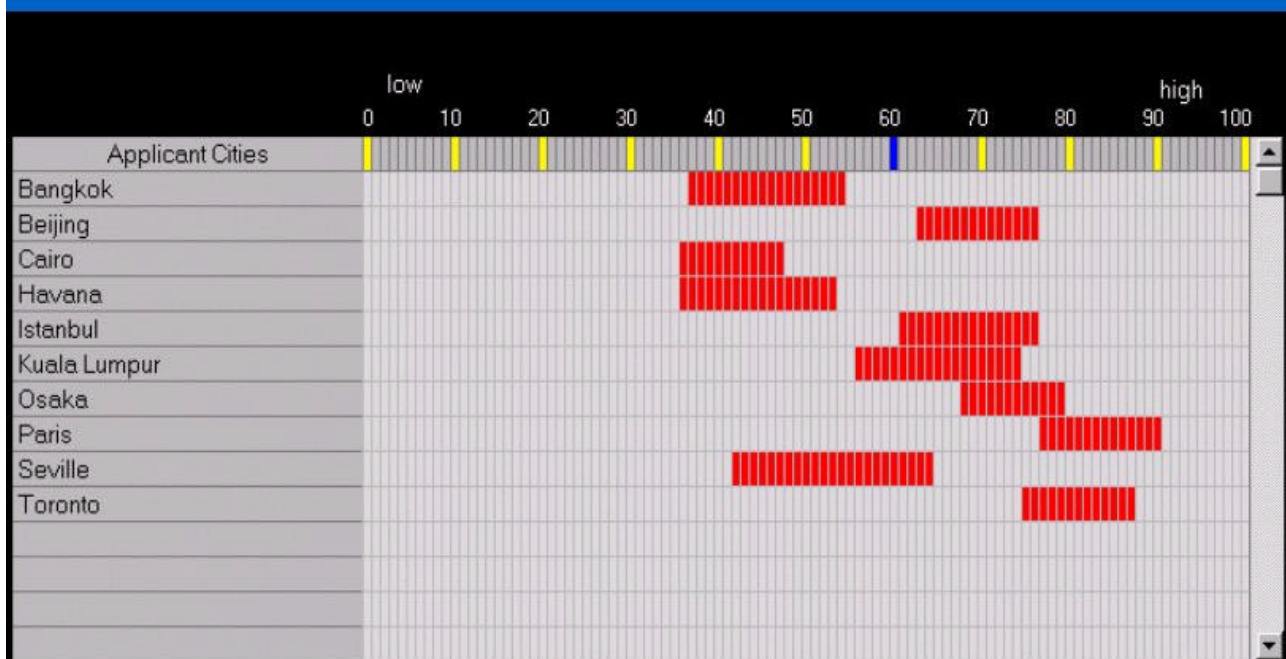 low high
0 10 20 30 40 50 60 70 80 90 100
Applicant Cities
Bangkok
Beijing
Cairo
Havana
Istanbul
Kuala Lumpur
Osaka
Paris
Seville
Toronto